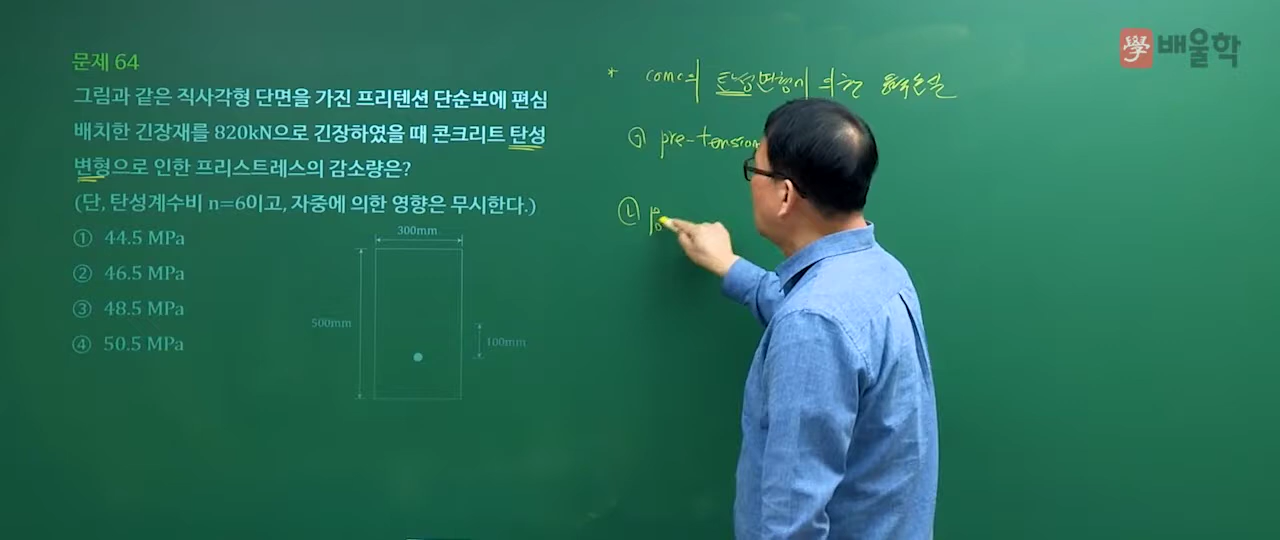 學 배울학
문제 64
그림과 같은 직사각형 단면을 가진 프리텐션 단순보에 편심
배치한 긴장재를 820kN으로 긴장하였을 때 콘크리트 탄성
변형으로 인한 프리스트레스의 감소량은?
(단, 탄성계수비 n=6이고, 자중에 의한 영향은 무시한다.)
① 44.5 MPa
② 46.5 MPa
③ 48.5 MPa
④ 50.5 MPa
300mm
500mm
100mm
* conc의 탄성변형에 의한
㉠ pre-tension
㉡ po